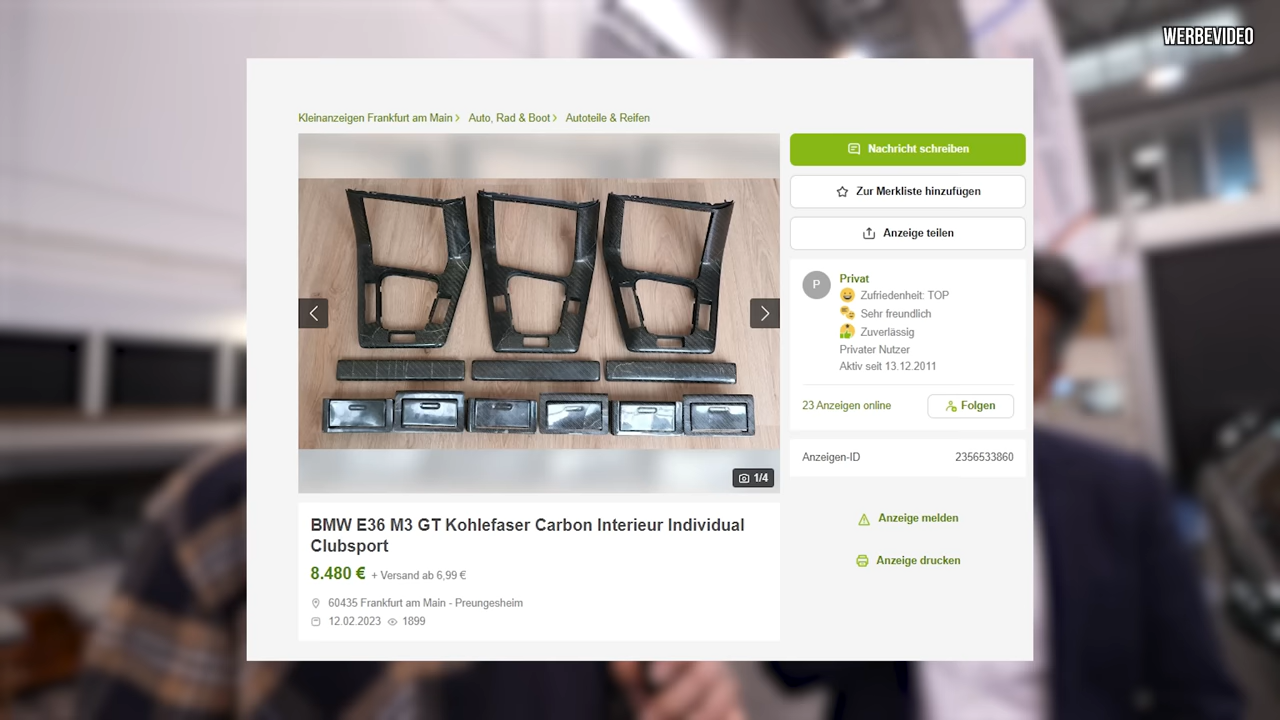 WERBEVIDEO
Kleinanzeigen Frankfurt am Main › Auto, Rad & Boot › Autoteile & Reifen
1/4
BMW E36 M3 GT Kohlefaser Carbon Interieur Individual
Clubsport
8.480 € + Versand ab 6,99 €
60435 Frankfurt am Main - Preungesheim
12.02.2023 1899
Nachricht schreiben
Zur Merkliste hinzufügen
Anzeige teilen
P
Privat
Zufriedenheit: TOP
Sehr freundlich
Zuverlässig
Privater Nutzer
Aktiv seit 13.12.2011
23 Anzeigen online
Folgen
Anzeigen-ID 2356533860
Anzeige melden
Anzeige drucken